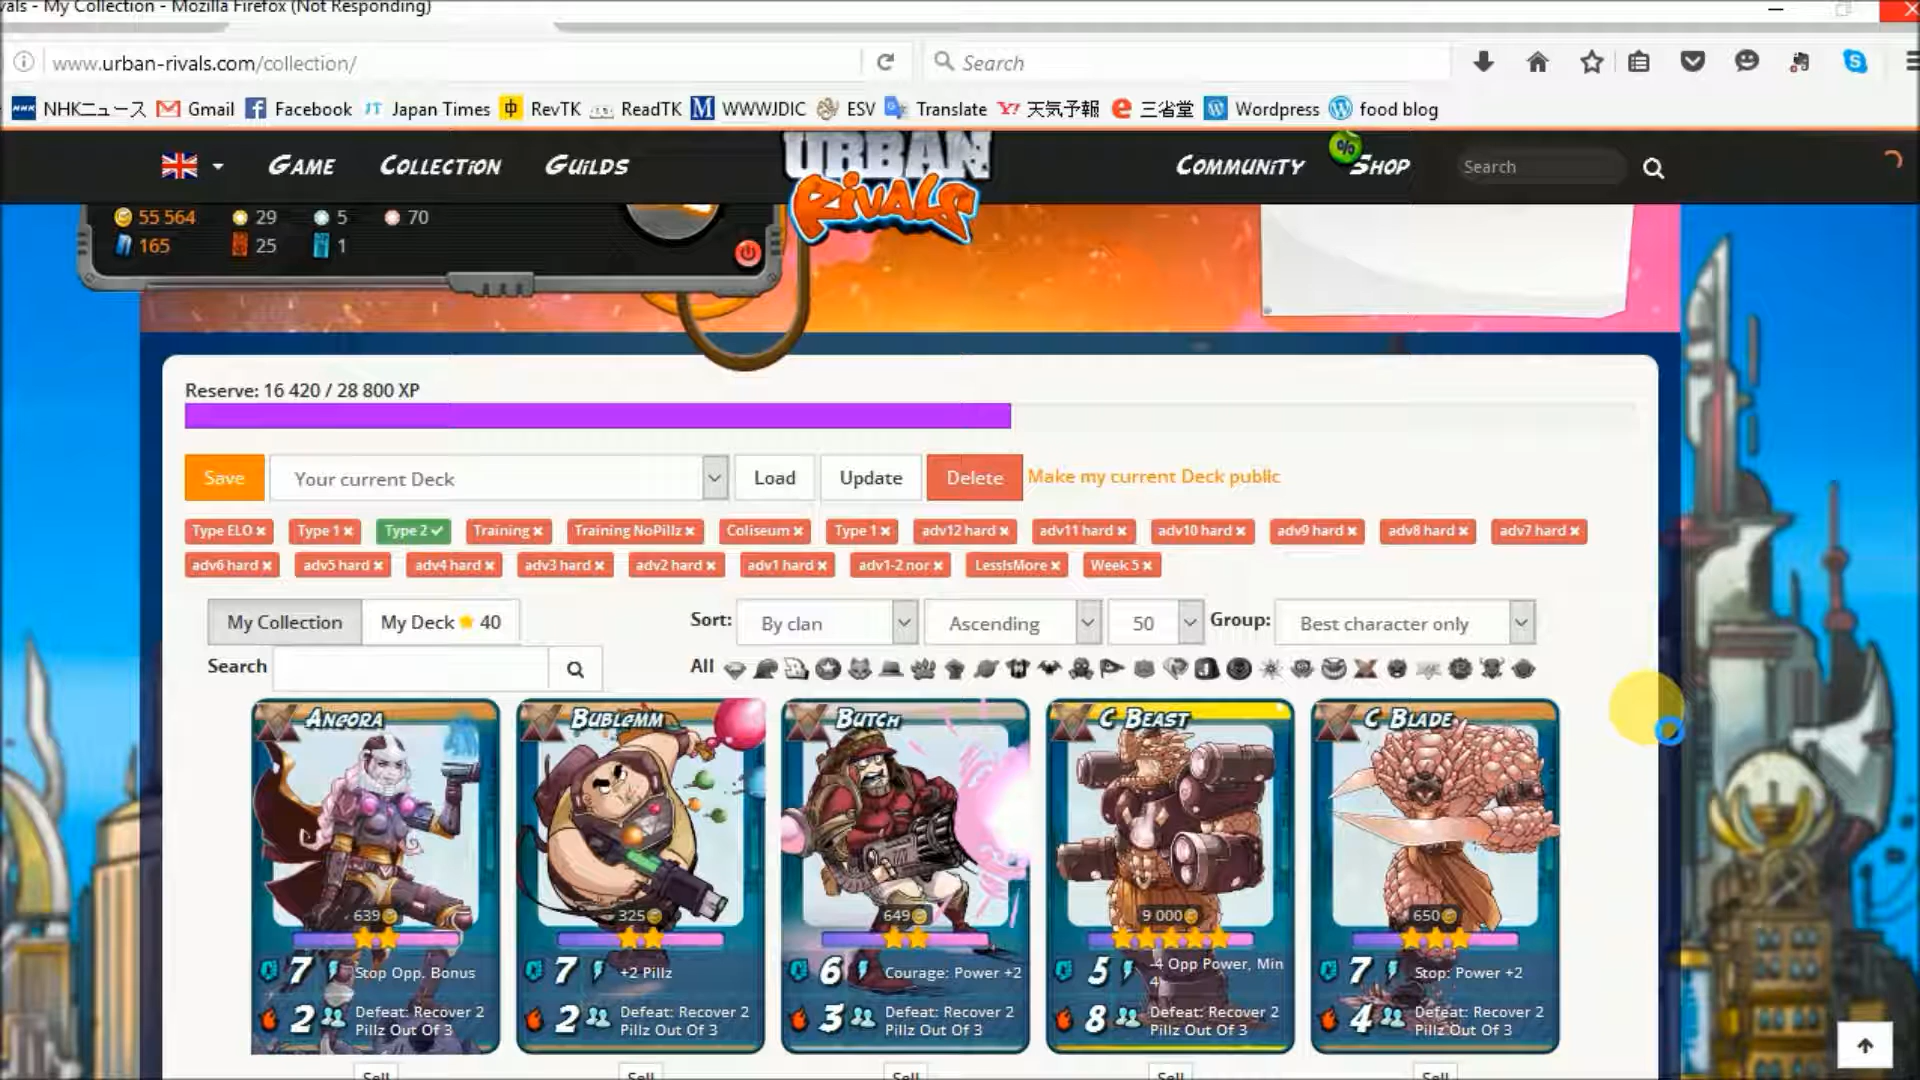 vals - My Collection - Mozilla Firefox (Not Responding)
www.urban-rivals.com/collection/
Search
NHKニュース Gmail Facebook Japan Times RevTK ReadTK WWWJDIC ESV Translate 天気予報 三省堂 Wordpress food blog
GAME COLLECTION GUILDS URBAN RIVALS COMMUNITY % SHOP Search
55 564 29 5 70
165 25 1
Reserve: 16 420 / 28 800 XP
Save Your current Deck Load Update Delete Make my current Deck public
Type ELO Type 1 Type 2 Training Training NoPillz Coliseum Type 1 adv12 hard adv11 hard adv10 hard adv9 hard adv8 hard adv7 hard
adv6 hard adv5 hard adv4 hard adv3 hard adv2 hard adv1 hard adv1-2 nor LessIsMore Week 5
My Collection My Deck 40 Sort: By clan Ascending 50 Group: Best character only
Search All
ANGORA BUBLEMM BUTCH C BEAST C BLADE
639 325 649 9 000 650
7 Stop Opp. Bonus
2 Defeat: Recover 2
Pillz Out Of 3
7 +2 Pillz
2 Defeat: Recover 2
Pillz Out Of 3
6 Courage: Power +2
3 Defeat: Recover 2
Pillz Out Of 3
5 -4 Opp Power, Min
4
8 Defeat: Recover 2
Pillz Out Of 3
7 Stop: Power +2
4 Defeat: Recover 2
Pillz Out Of 3
Sell Sell Sell Sell Sell